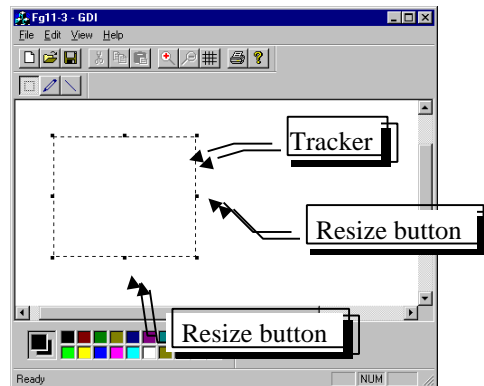 Fg11-3 - GDI
File Edit View Help
Tracker
Resize button
Resize button
Ready
NUM